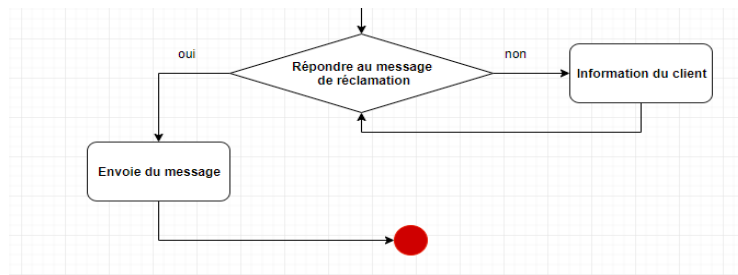 oui
Répondre au message
de réclamation
non
Information du client
Envoie du message